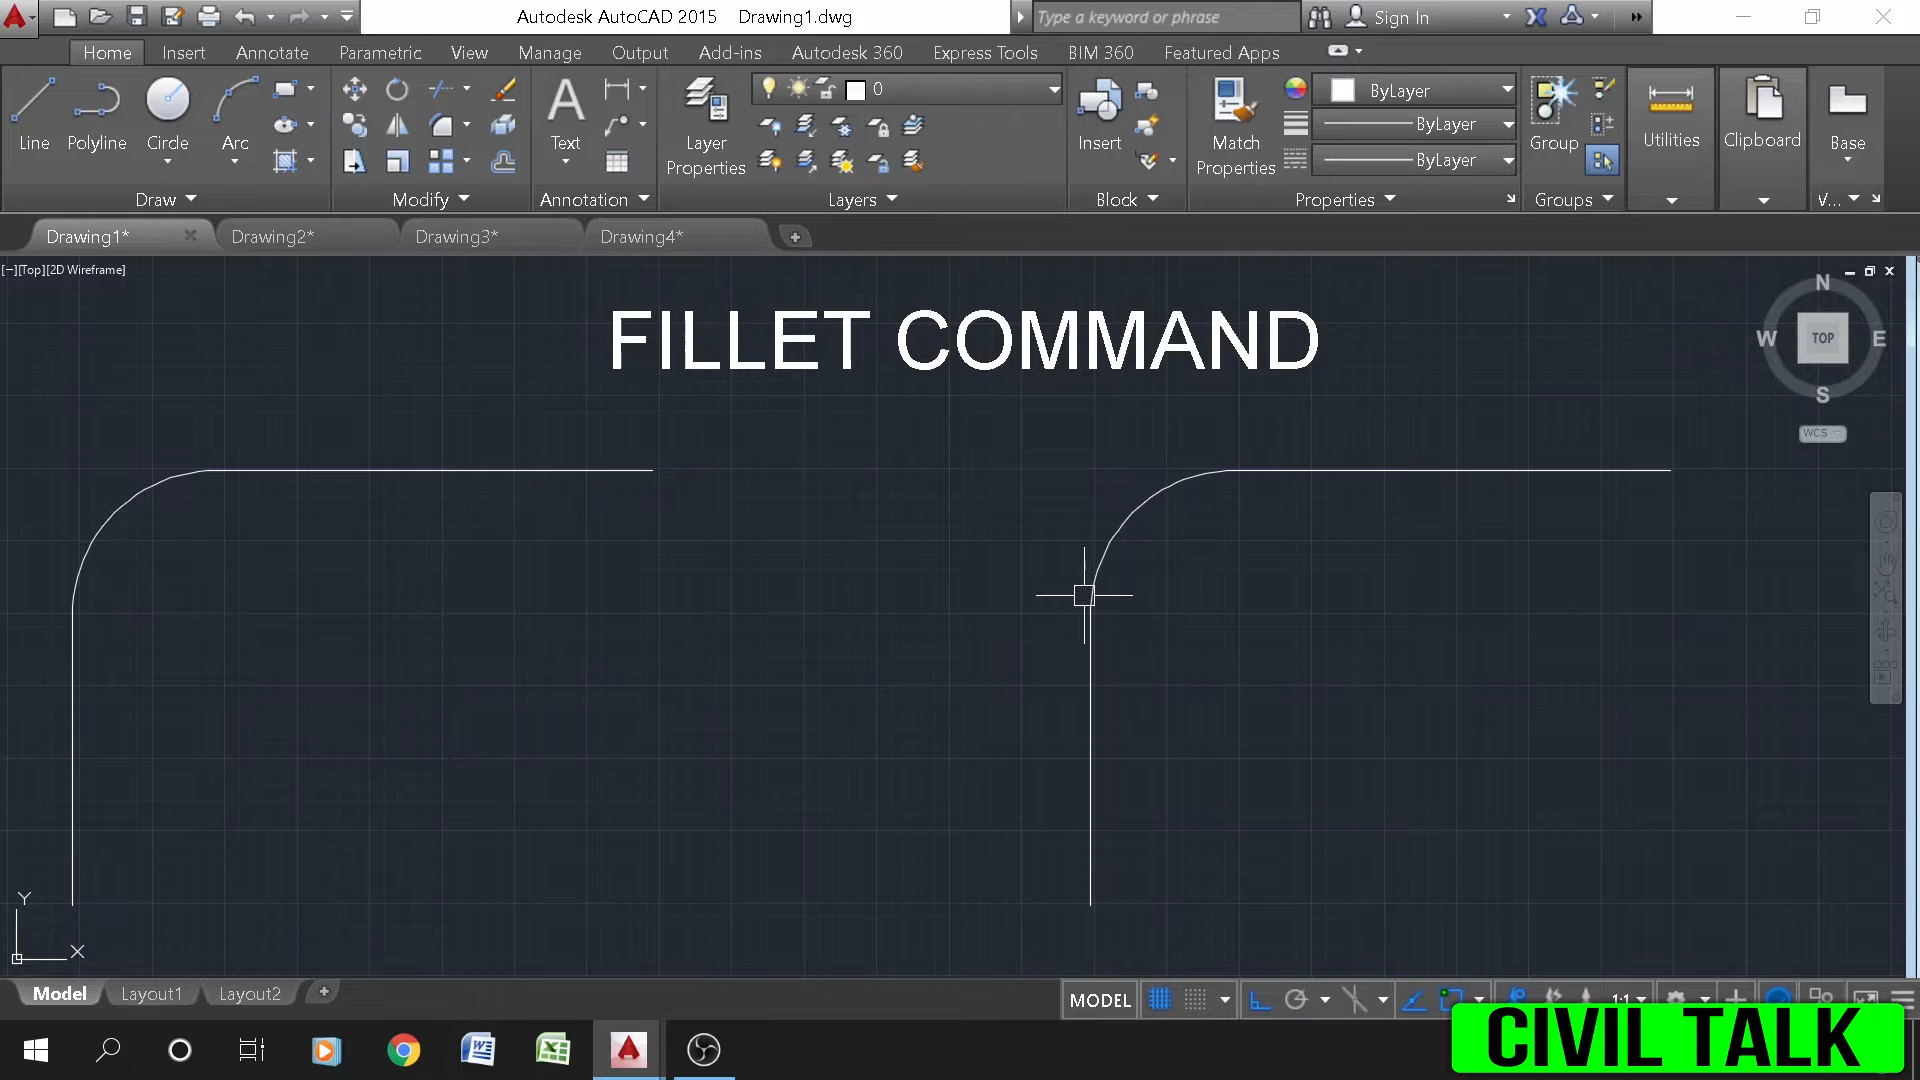 Autodesk AutoCAD 2015 Drawing1.dwg
Type a keyword or phrase
Sign In
Home Insert Annotate Parametric View Manage Output Add-ins Autodesk 360 Express Tools BIM 360 Featured Apps
Line Polyline Circle Arc
Text
Layer Properties
0
Insert
Match Properties
ByLayer
ByLayer
ByLayer
Group
Utilities
Clipboard
Base
Draw Modify Annotation Layers Block Properties Groups V...
Drawing1* Drawing2* Drawing3* Drawing4*
[−][Top][2D Wireframe]
FILLET COMMAND
N
W TOP E
S
WCS
Y
X
Model Layout1 Layout2
MODEL
1:1
CIVIL TALK